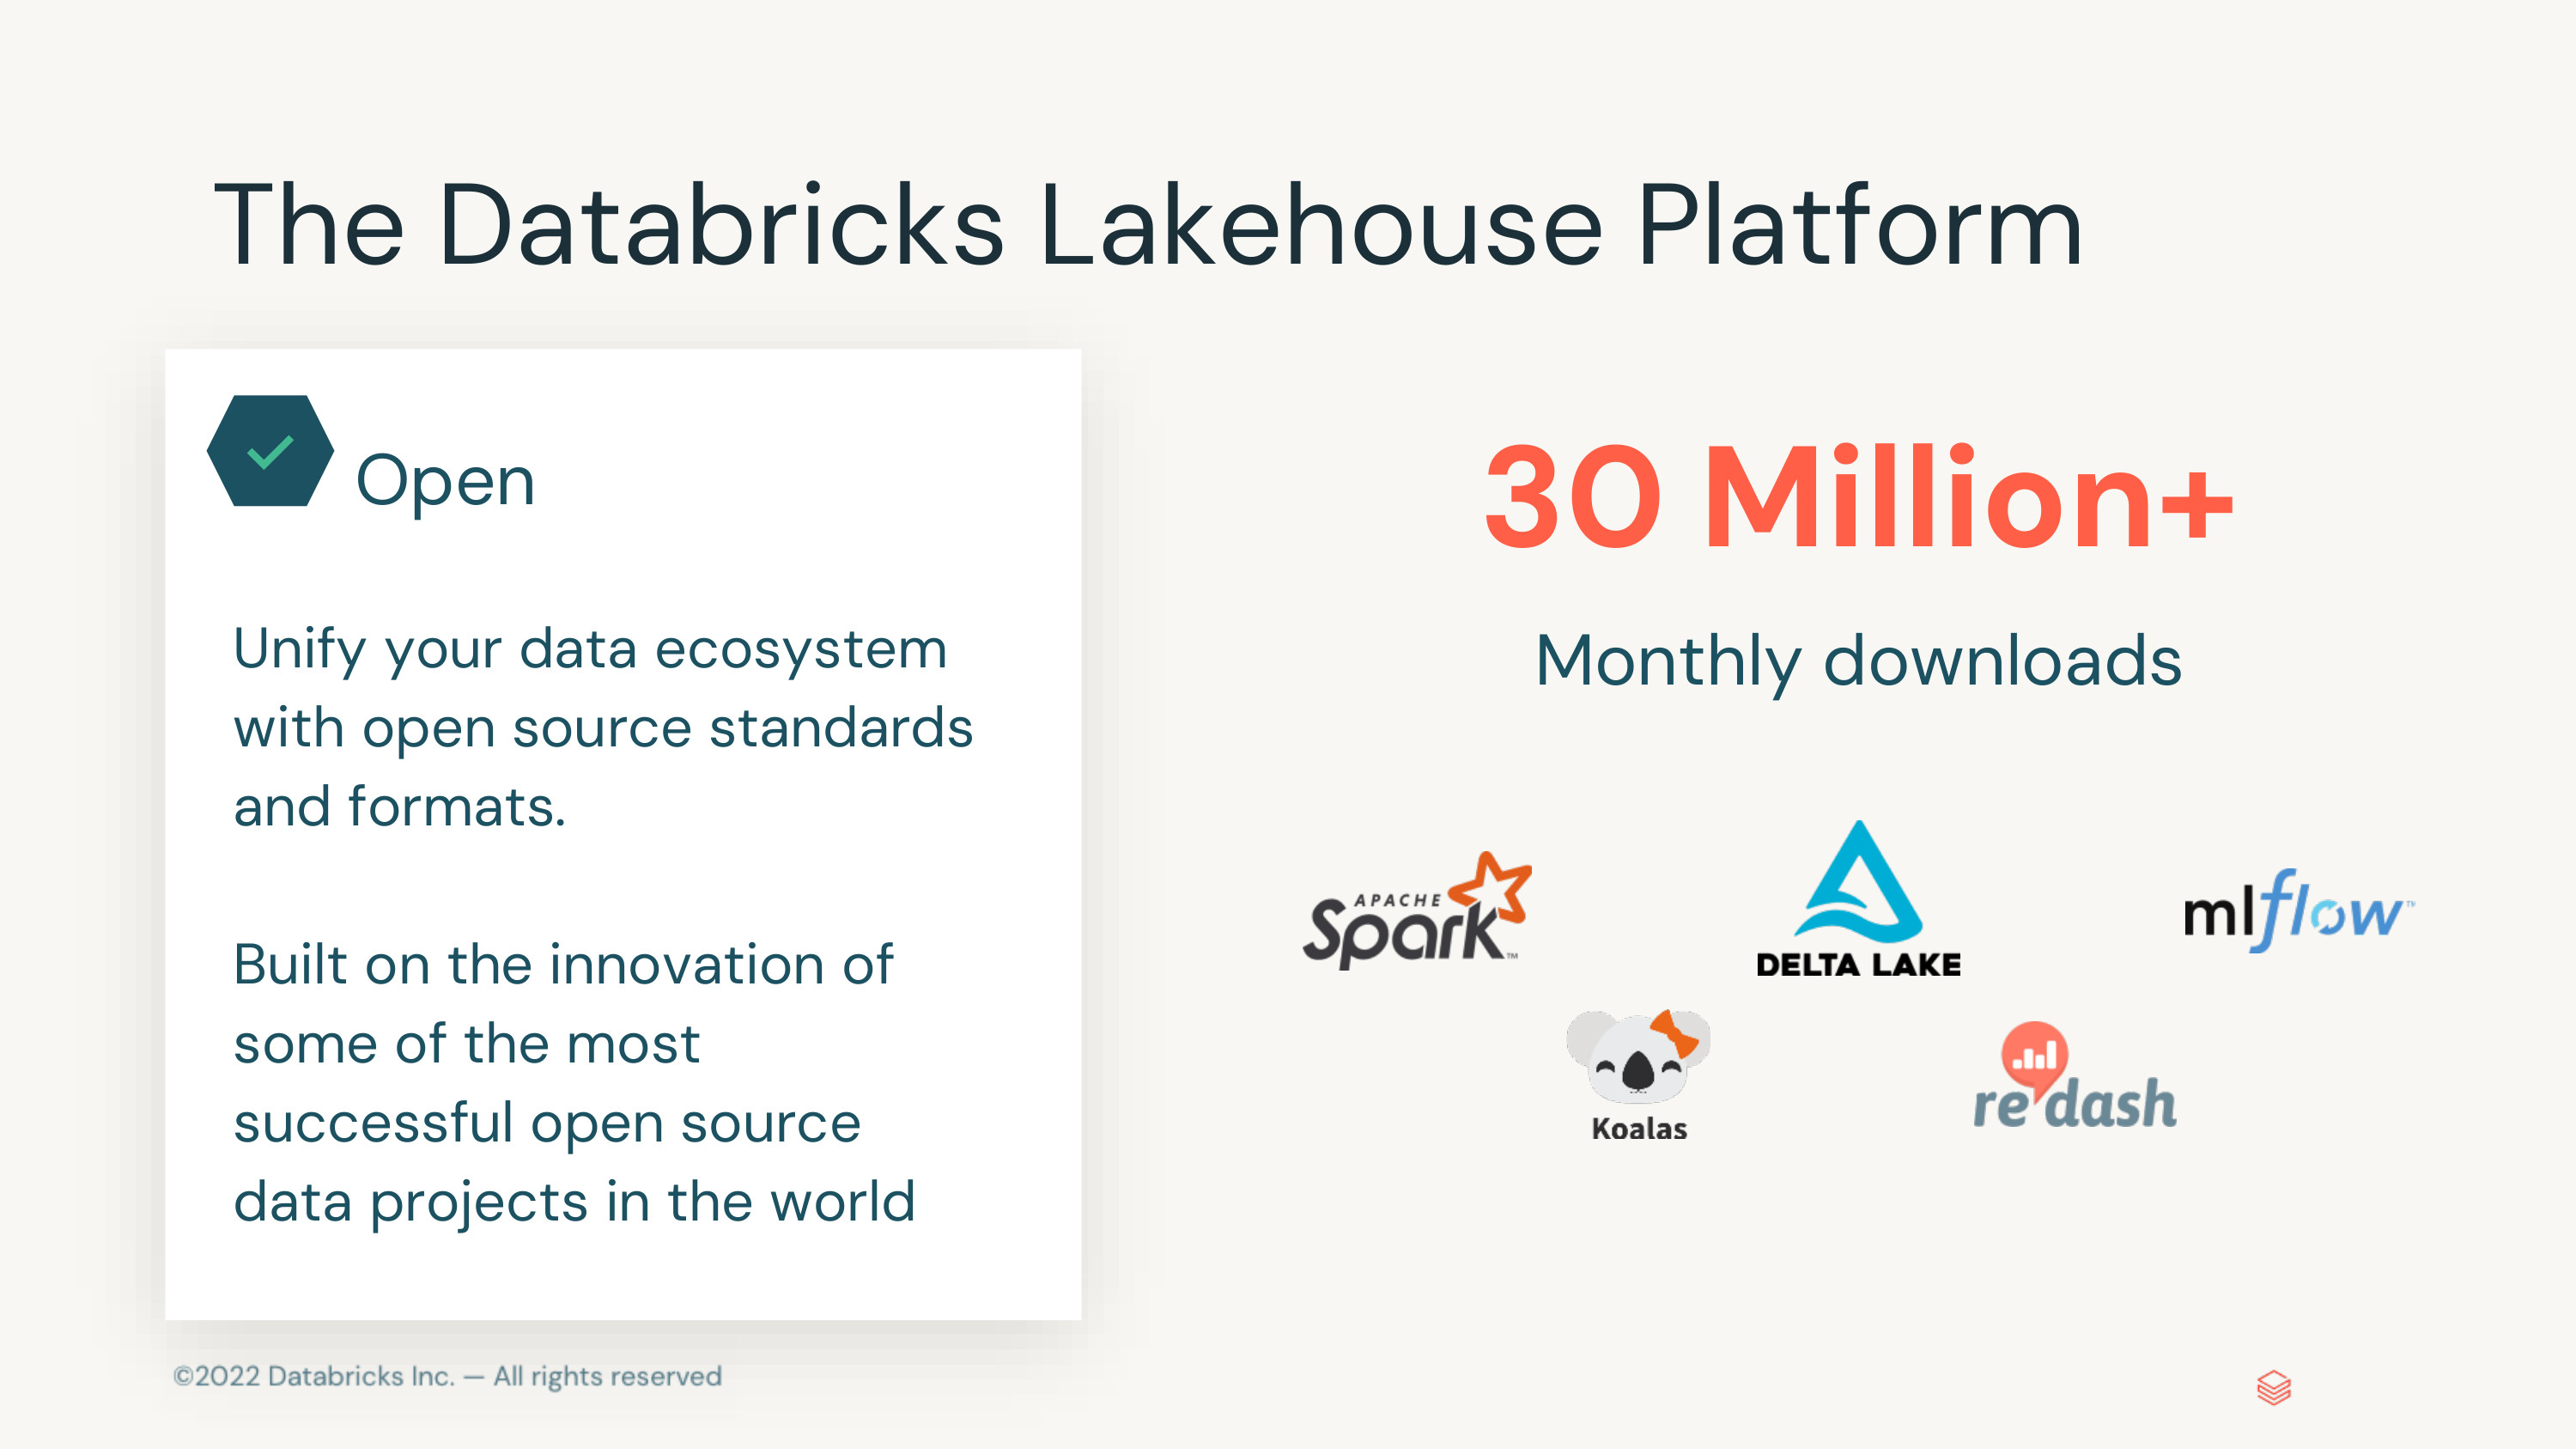 The Databricks Lakehouse Platform
Open
Unify your data ecosystem
with open source standards
and formats.
Built on the innovation of
some of the most
successful open source
data projects in the world
30 Million+
Monthly downloads
APACHE
Spark™
DELTA LAKE
mlflow™
Koalas
redash
©2022 Databricks Inc. — All rights reserved